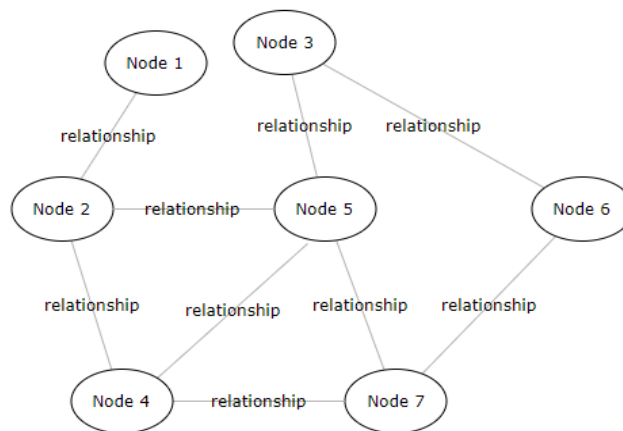 Node 3
Node 1
relationship
relationship
relationship
Node 2
relationship
Node 5
Node 6
relationship
relationship
relationship
relationship
Node 4
relationship
Node 7